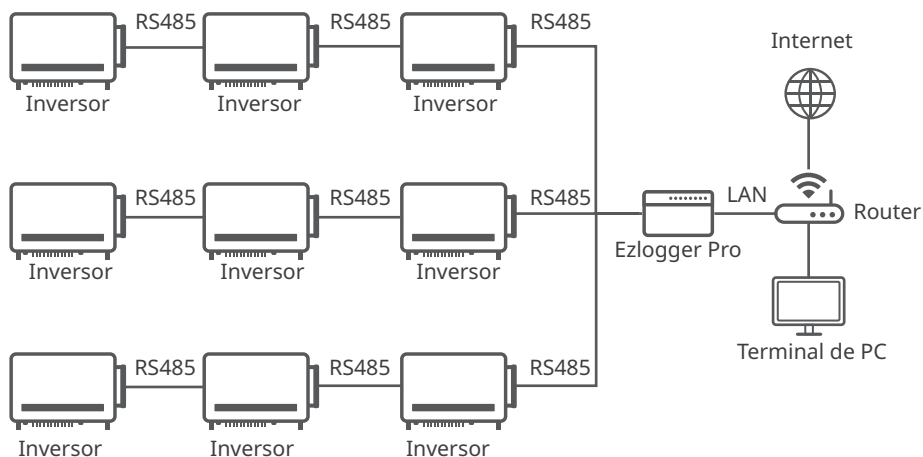 RS485
RS485
RS485
Inversor
Inversor
Inversor
Internet
RS485
RS485
RS485
LAN
Router
Inversor
Inversor
Inversor
Ezlogger Pro
Terminal de PC
RS485
RS485
RS485
Inversor
Inversor
Inversor